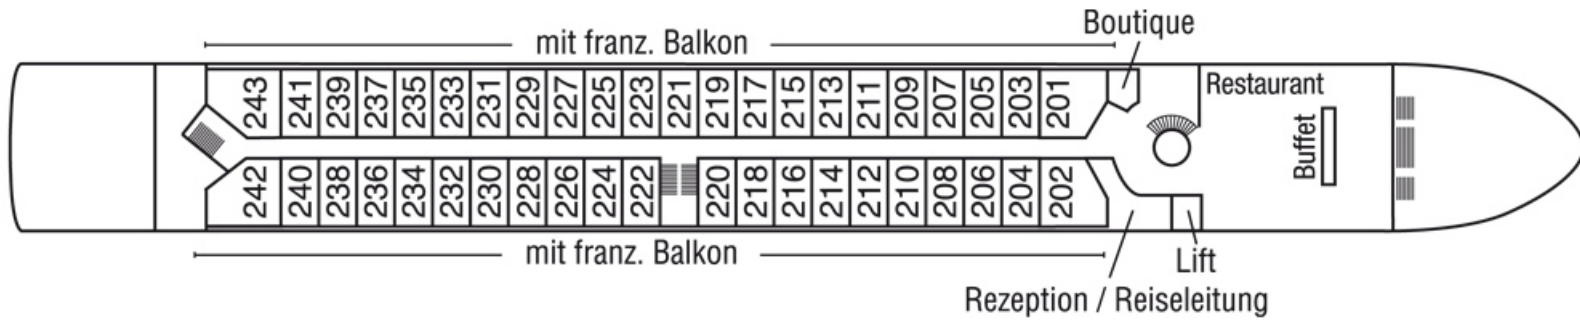 Boutique
mit franz. Balkon
243 241 239 237 235 233 231 229 227 225 223 221 219 217 215 213 211 209 207 205 203 201
Restaurant
Buffet
242 240 238 236 234 232 230 228 226 224 222 220 218 216 214 212 210 208 206 204 202
mit franz. Balkon
Lift
Rezeption / Reiseleitung